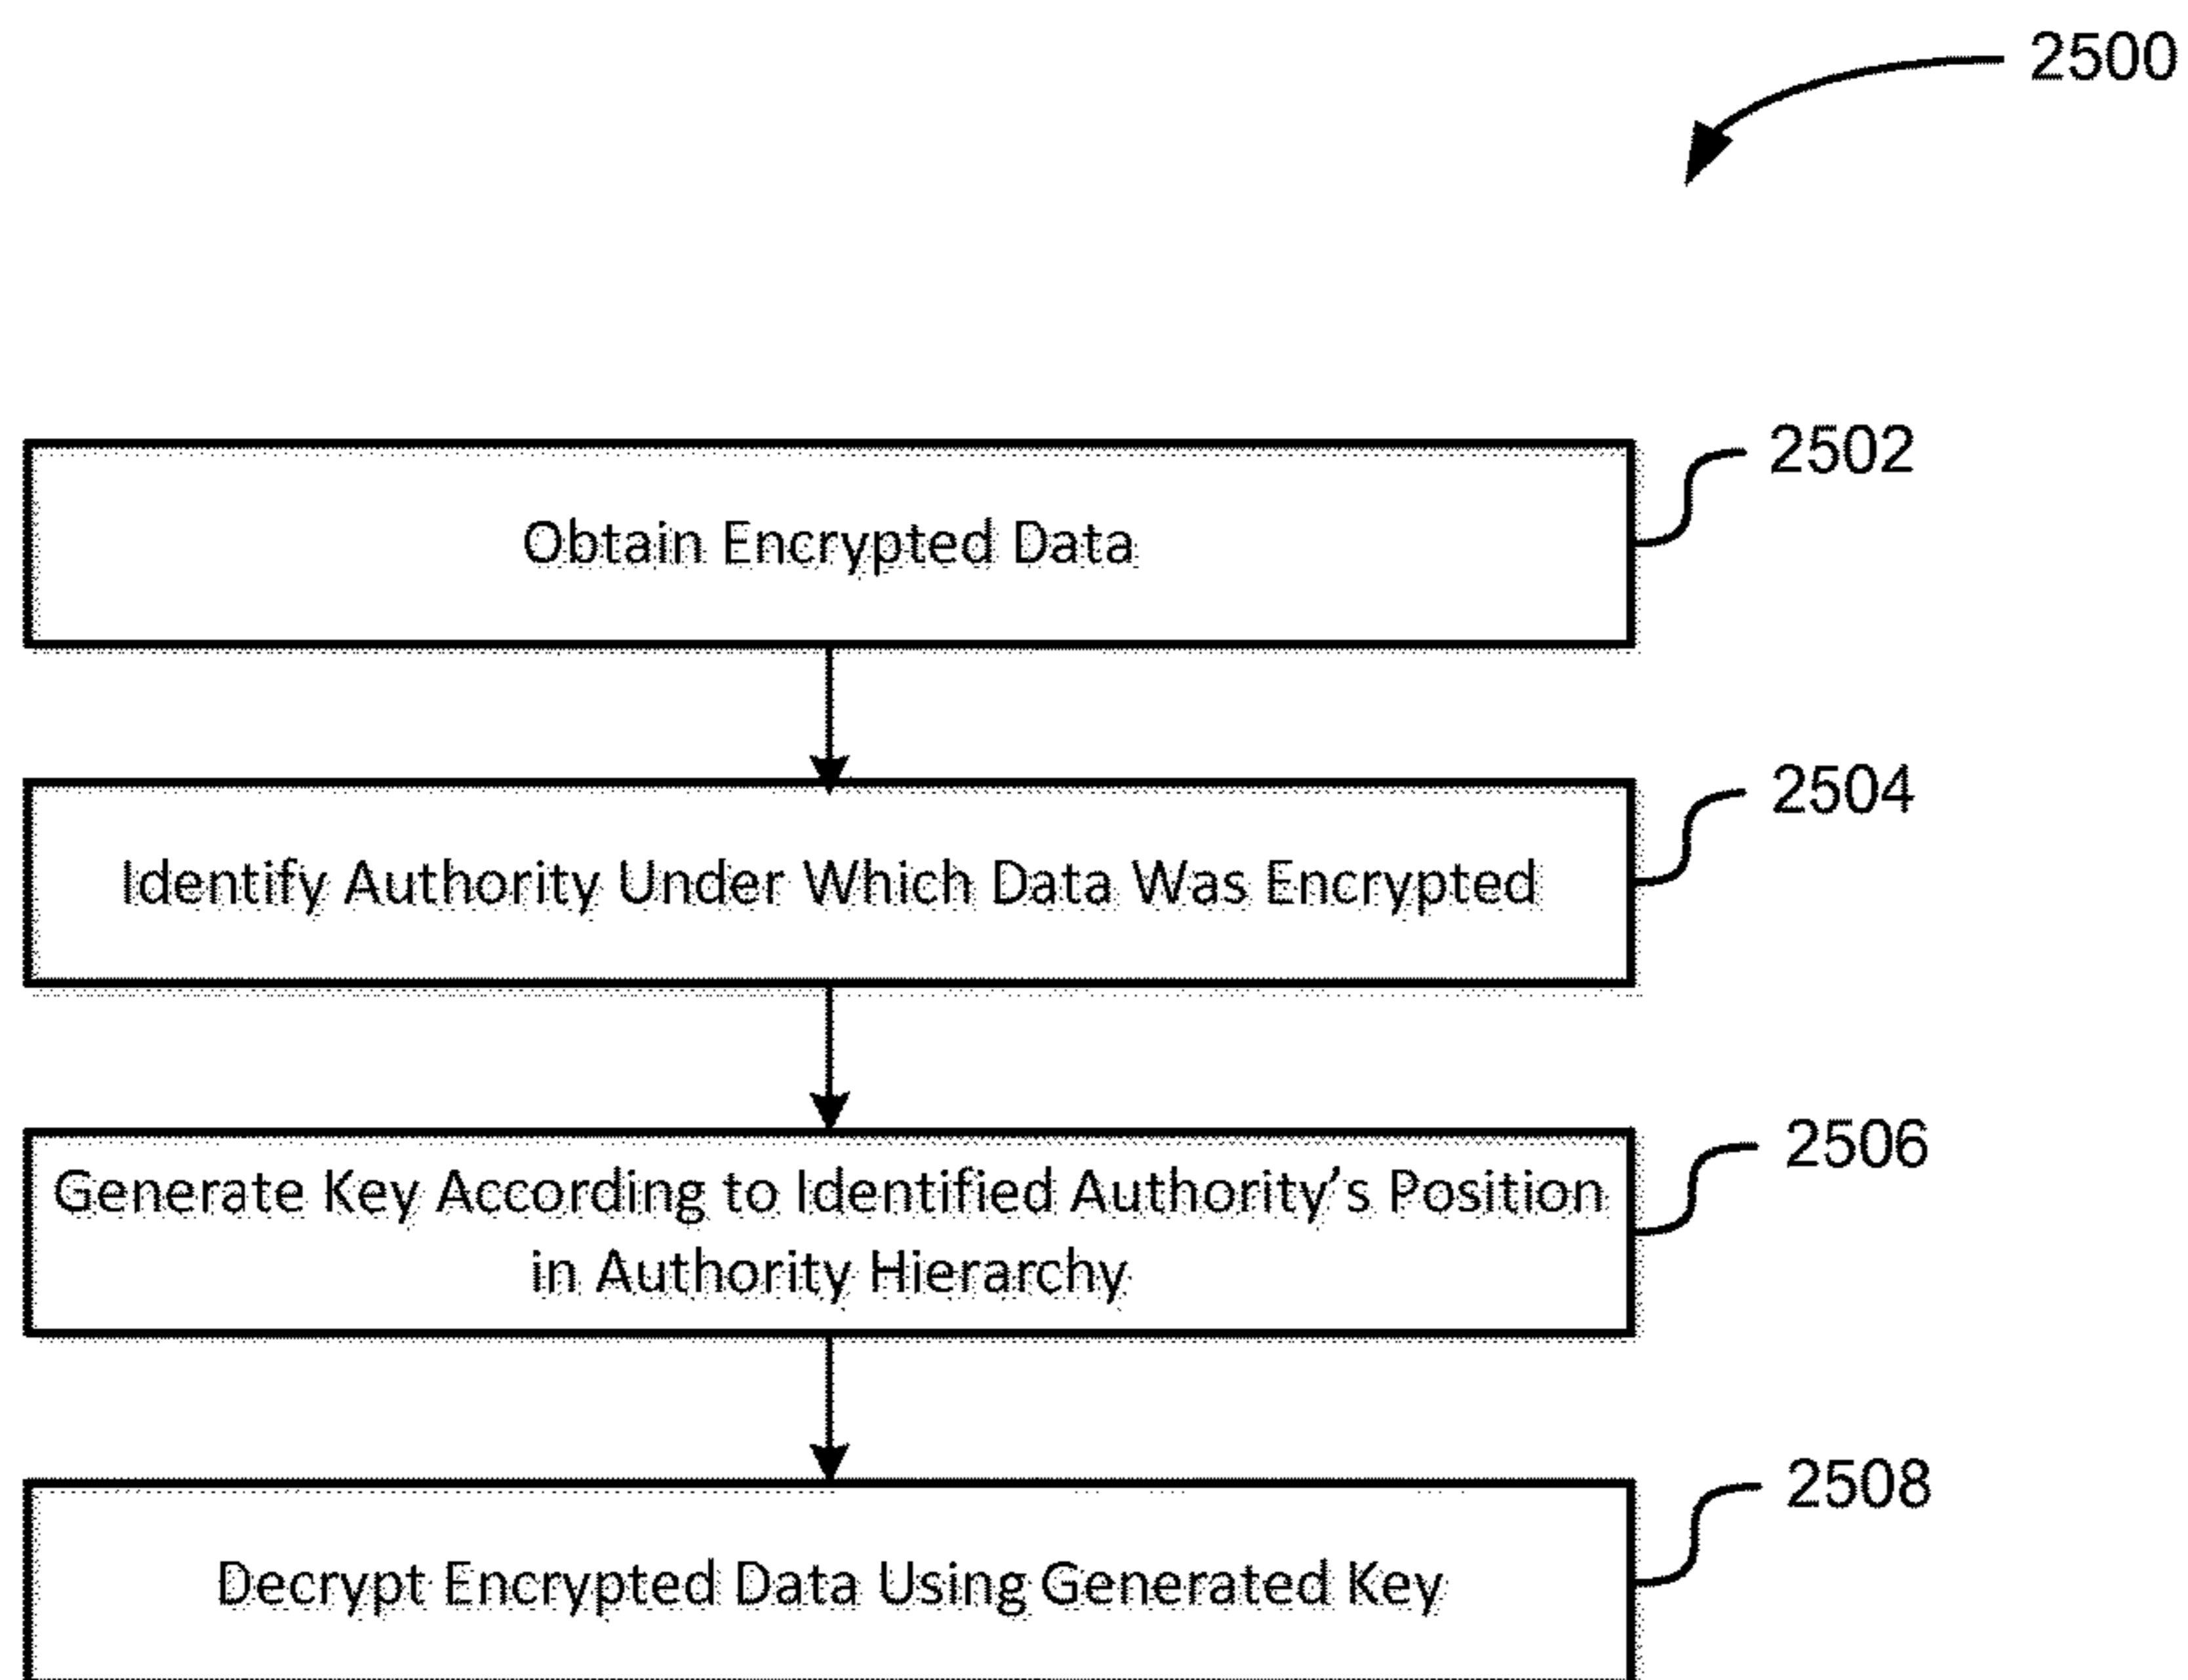 2500
2502
Obtain Encrypted Data
2504
Identify Authority Under Which Data Was Encrypted
2506
Generate Key According to Identified Authority's Position
in Authority Hierarchy
2508
Decrypt Encrypted Data Using Generated Key